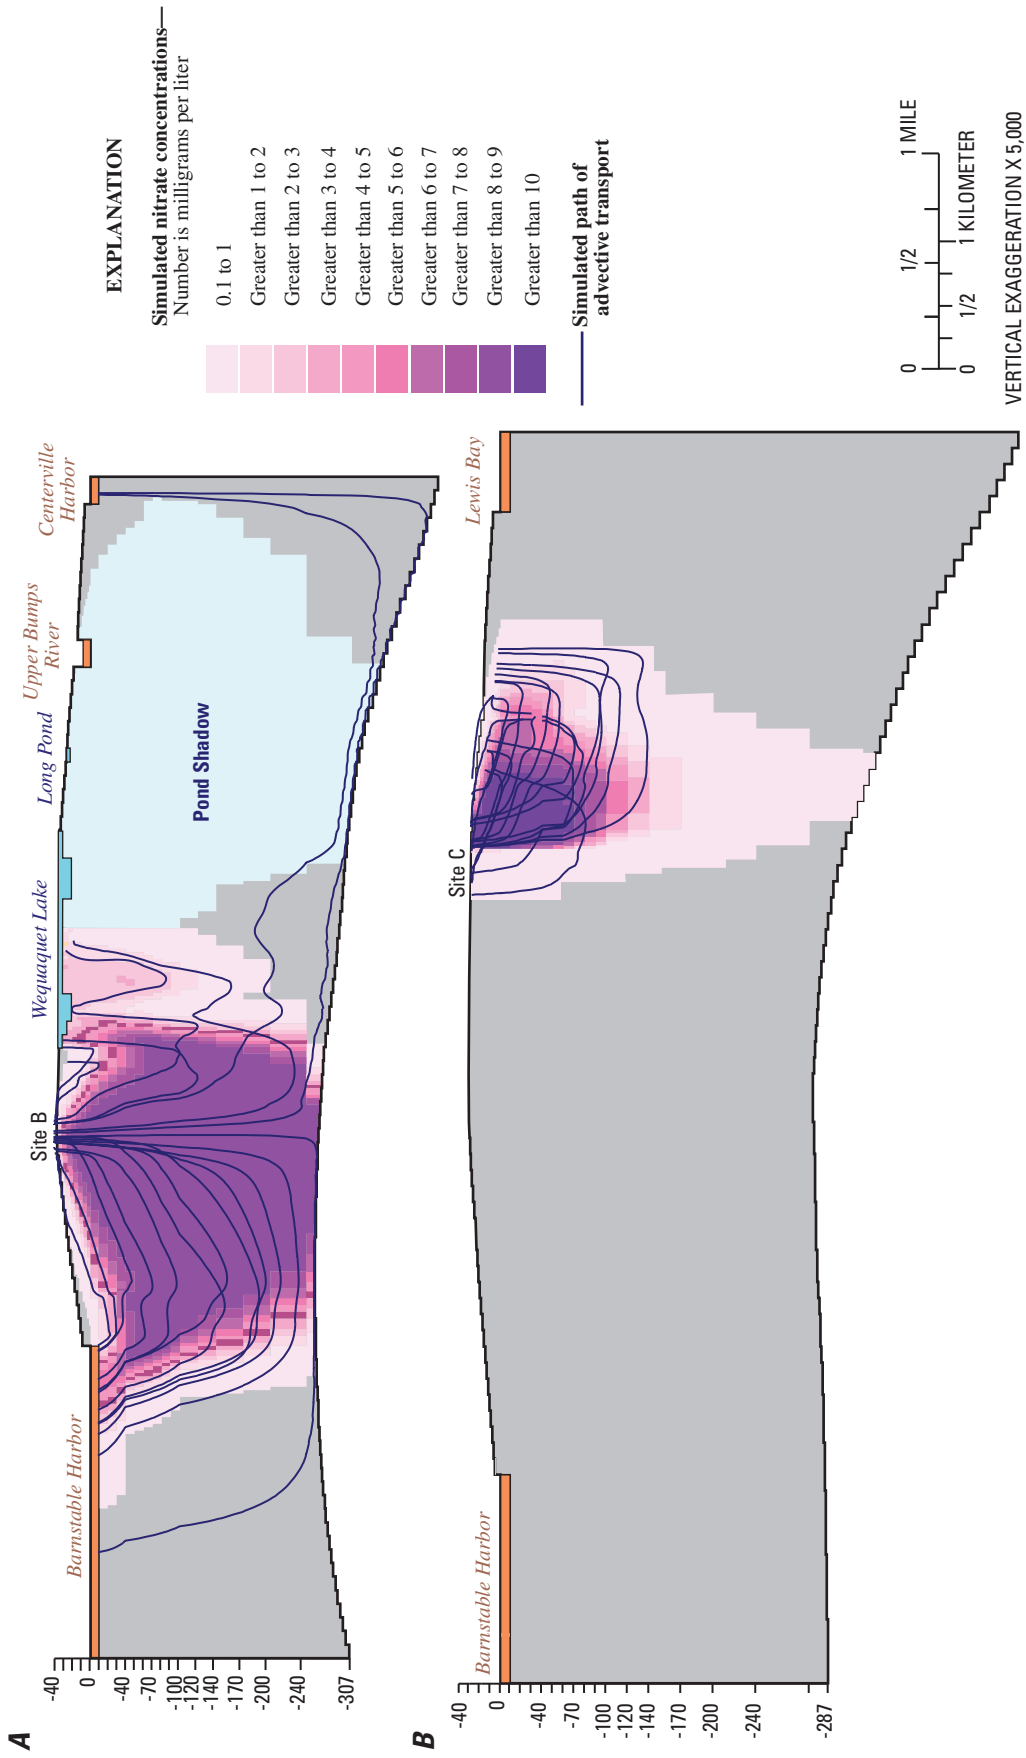 A
Barnstable Harbor
Site B
Wequaquet Lake
Long Pond
Upper Bumps
River
Centerville
Harbor
Pond Shadow
-40
0
-40
-70
-100
-120
-140
-170
-200
-240
-307
EXPLANATION
Simulated nitrate concentrations—
Number is milligrams per liter
0.1 to 1
Greater than 1 to 2
Greater than 2 to 3
Greater than 3 to 4
Greater than 4 to 5
Greater than 5 to 6
Greater than 6 to 7
Greater than 7 to 8
Greater than 8 to 9
Greater than 10
Simulated path of
advective transport
B
Barnstable Harbor
Site C
Lewis Bay
-40
0
-40
-70
-100
-120
-140
-170
-200
-240
-287
0 1/2 1 MILE
0 1/2 1 KILOMETER
VERTICAL EXAGGERATION X 5,000